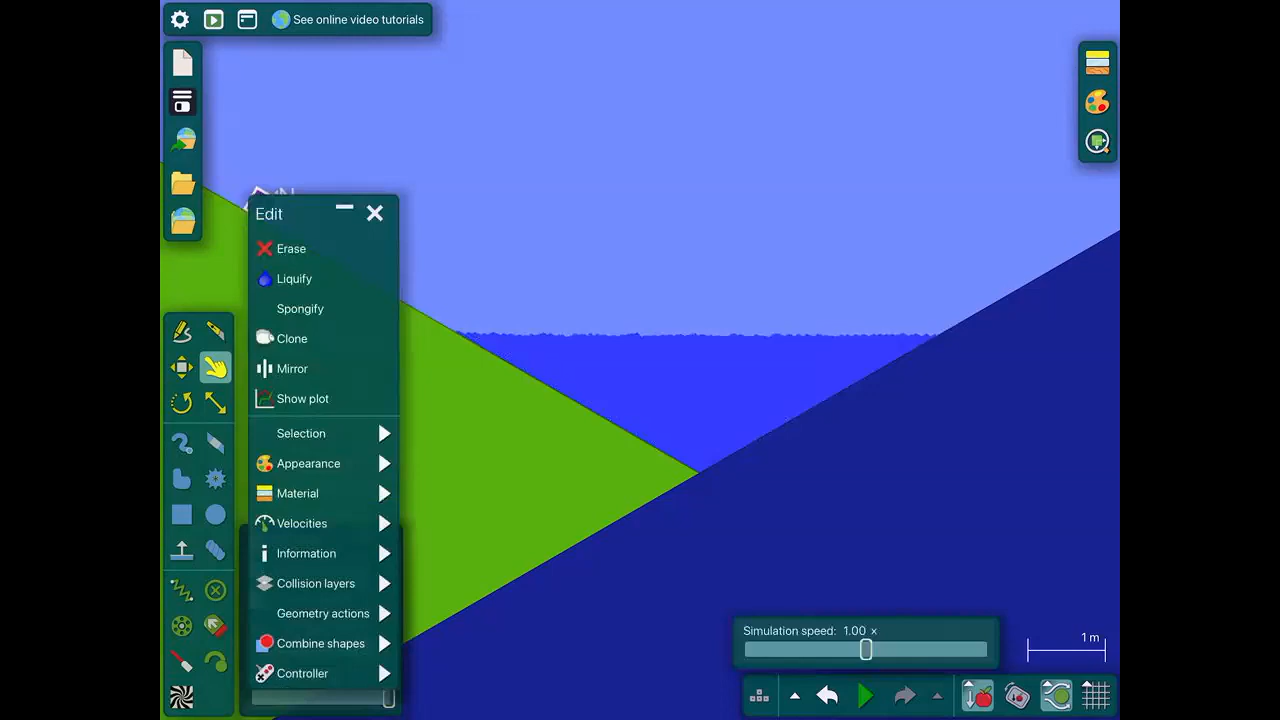 See online video tutorials
Edit
Erase
Liquify
Spongify
Clone
Mirror
Show plot
Selection
Appearance
Material
Velocities
Information
Collision layers
Geometry actions
Combine shapes
Controller
Simulation speed: 1.00 ×
1 m